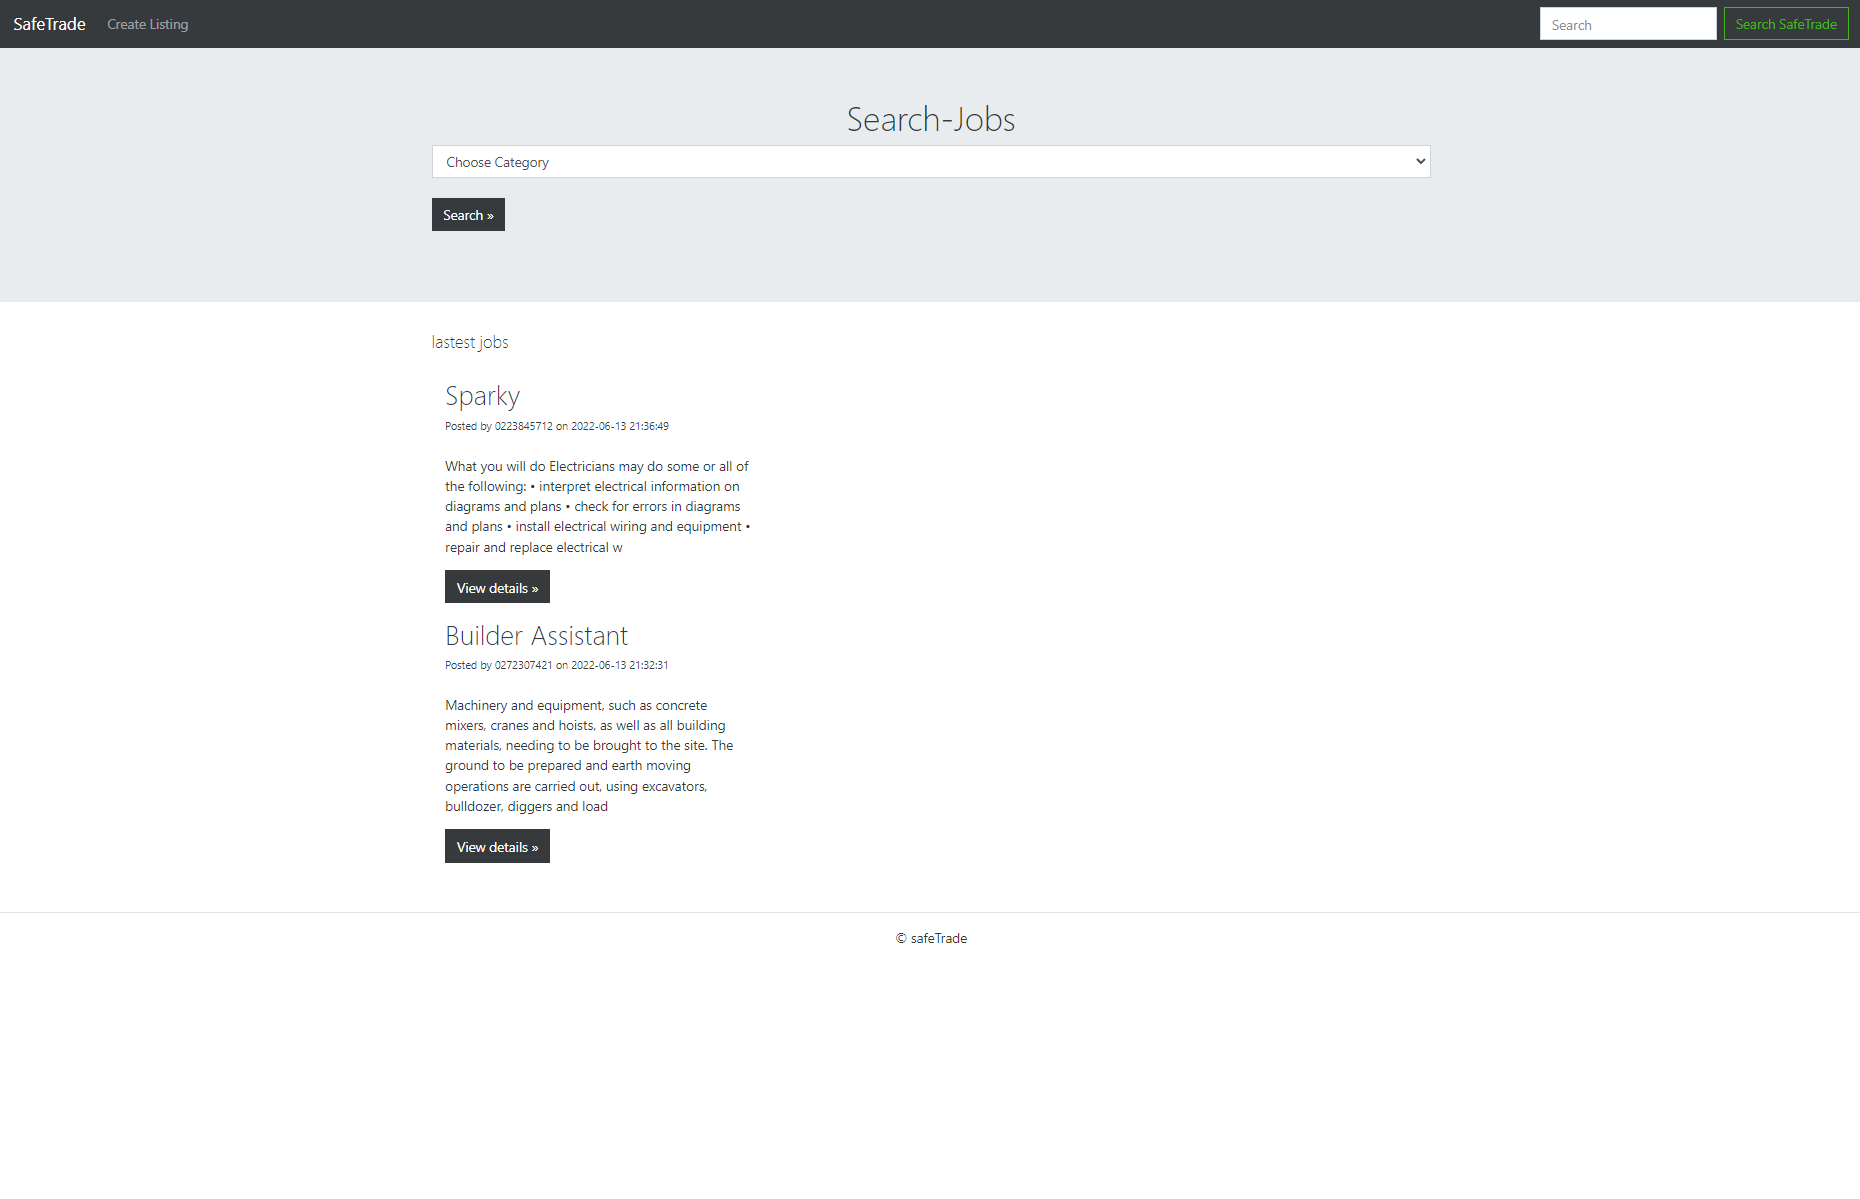 SafeTrade Create Listing Search Search SafeTrade
Search-Jobs
Choose Category
Search »
lastest jobs
Sparky
Posted by 0223845712 on 2022-06-13 21:36:49
What you will do Electricians may do some or all of
the following: • interpret electrical information on
diagrams and plans • check for errors in diagrams
and plans • install electrical wiring and equipment •
repair and replace electrical w
View details »
Builder Assistant
Posted by 0272307421 on 2022-06-13 21:32:31
Machinery and equipment, such as concrete
mixers, cranes and hoists, as well as all building
materials, needing to be brought to the site. The
ground to be prepared and earth moving
operations are carried out, using excavators,
bulldozer, diggers and load
View details »
© safeTrade